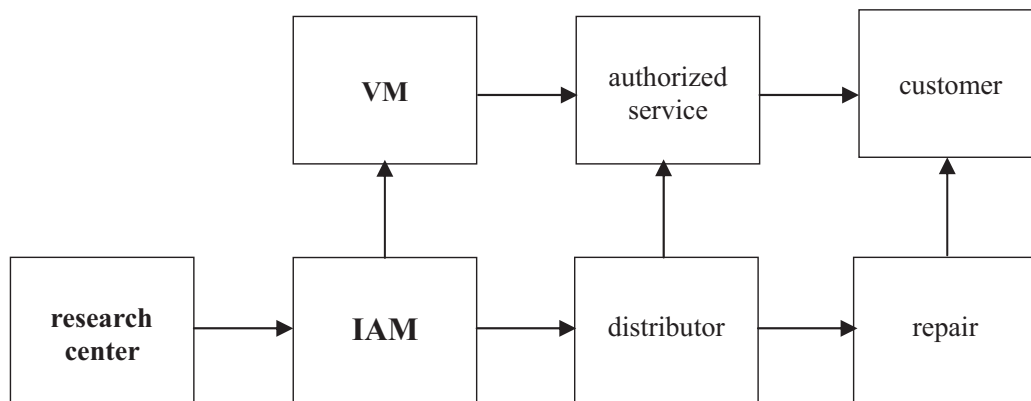 VM
authorized
service
customer
research
center
IAM
distributor
repair